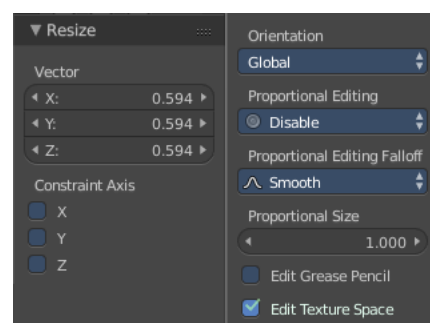 Resize
Vector
X: 0.594
Y: 0.594
Z: 0.594
Constraint Axis
X
Y
Z
Orientation
Global
Proportional Editing
Disable
Proportional Editing Falloff
Smooth
Proportional Size
1.000
Edit Grease Pencil
Edit Texture Space